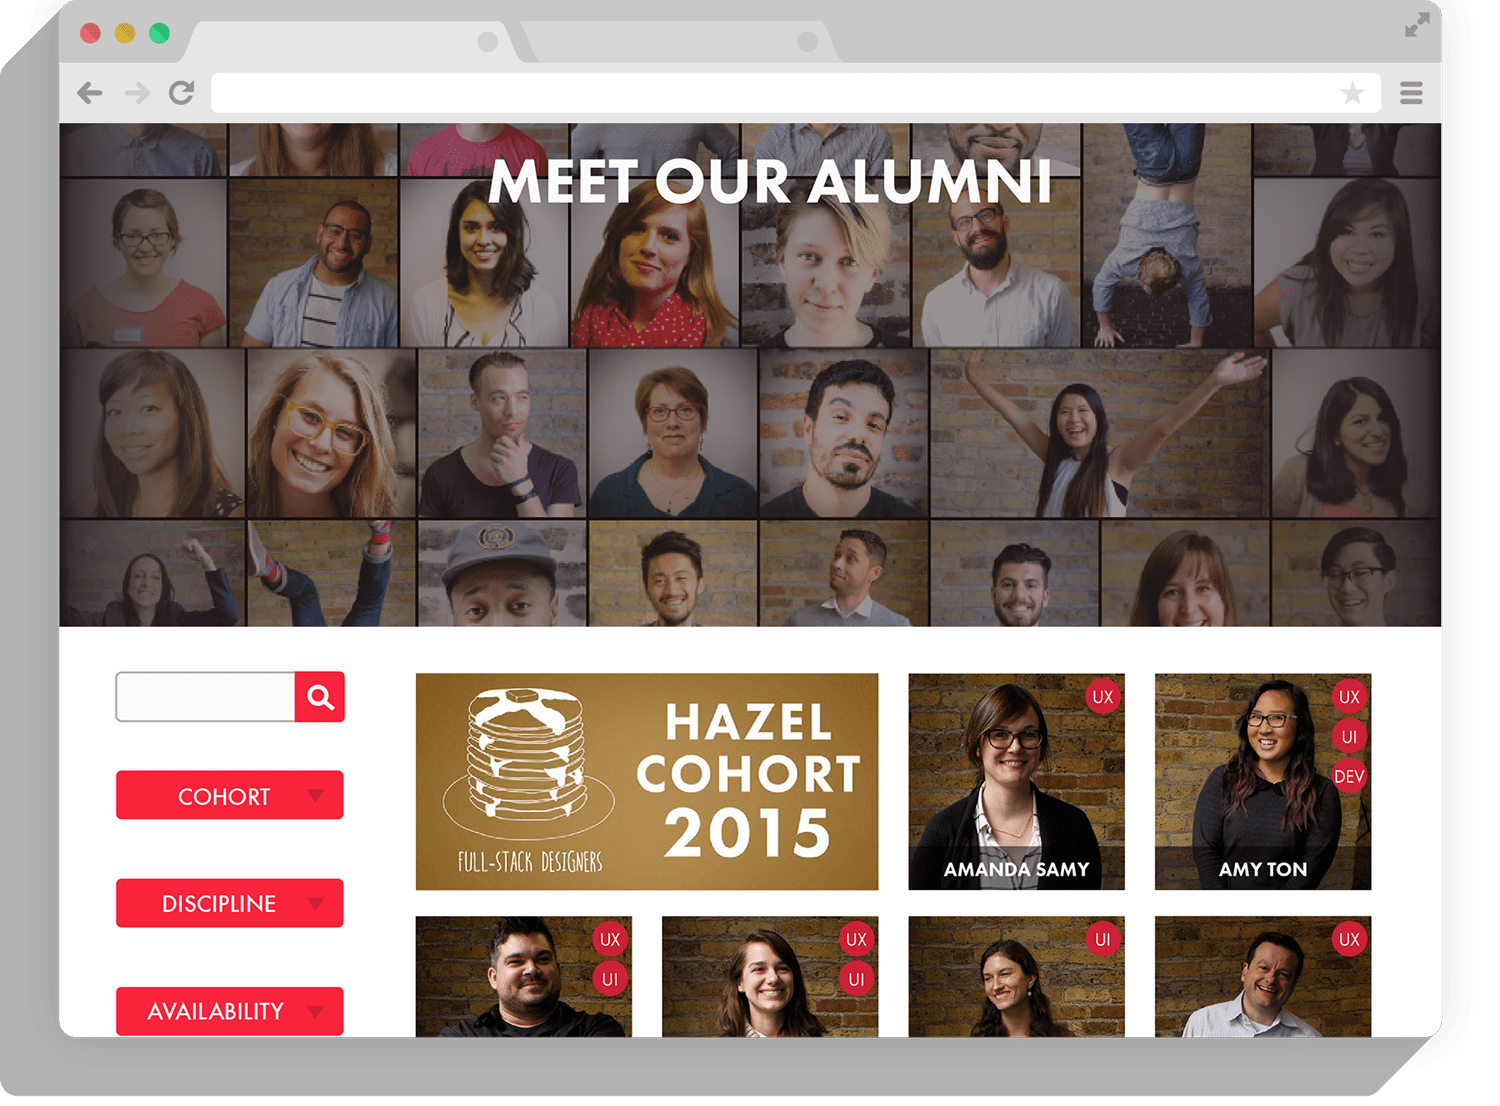 MEET OUR ALUMNI
COHORT
DISCIPLINE
AVAILABILITY
FULL-STACK DESIGNERS
HAZEL
COHORT
2015
UX
AMANDA SAMY
UX
UI
DEV
AMY TON
UX
UI
UX
UI
UI
UX